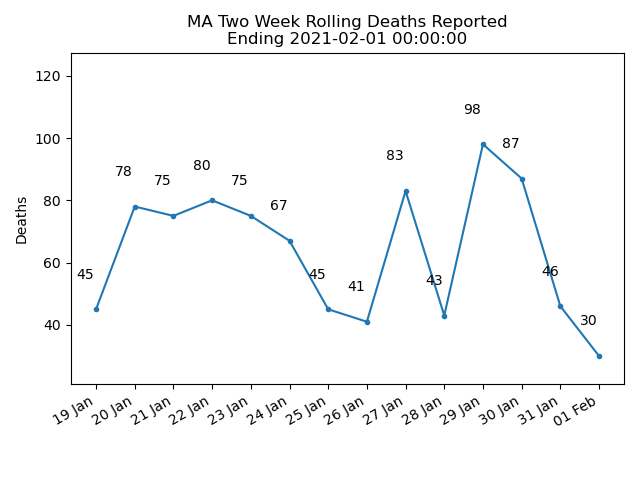 MA Two Week Rolling Deaths Reported
Ending 2021-02-01 00:00:00
120
100
80
60
40
Deaths
45
78
75
80
75
67
45
41
83
43
98
87
46
30
19 Jan
20 Jan
21 Jan
22 Jan
23 Jan
24 Jan
25 Jan
26 Jan
27 Jan
28 Jan
29 Jan
30 Jan
31 Jan
01 Feb